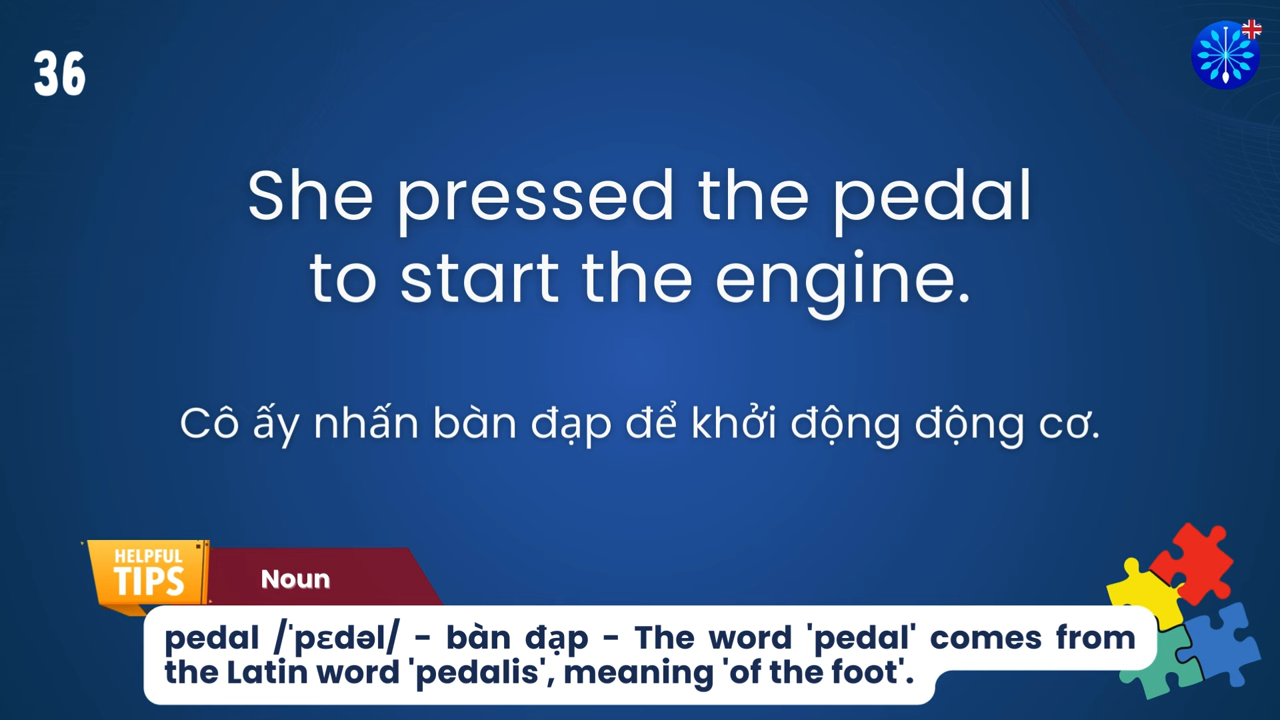 36
She pressed the pedal
to start the engine.
Cô ấy nhấn bàn đạp để khởi động động cơ.
HELPFUL
TIPS
Noun
pedal /ˈpɛdəl/ - bàn đạp - The word 'pedal' comes from
the Latin word 'pedalis', meaning 'of the foot'.